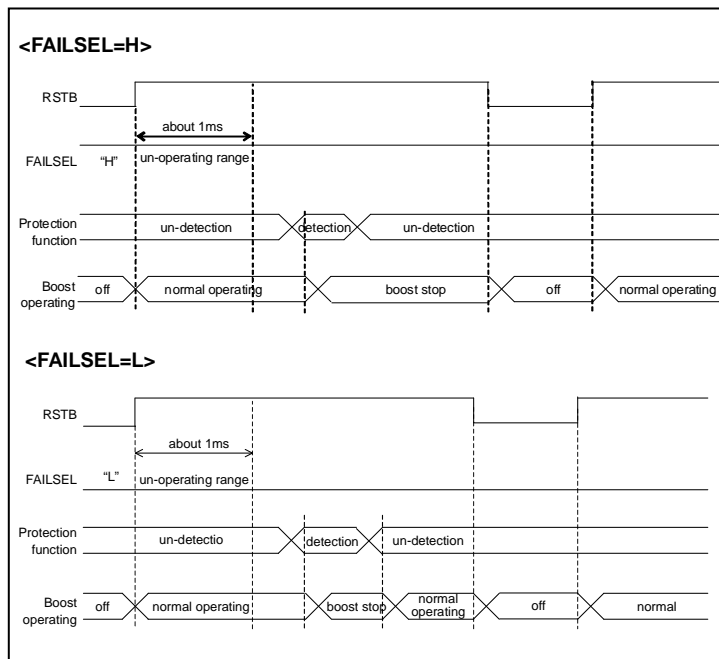 <FAILSEL=H>
RSTB
about 1ms
FAILSEL "H" un-operating range
Protection
function
un-detection detection un-detection
Boost
operating
off normal operating boost stop off normal operating
<FAILSEL=L>
RSTB
about 1ms
FAILSEL "L" un-operating range
Protection
function
un-detectio detection un-detection
Boost
operating
off normal operating boost stop normal
operating off normal